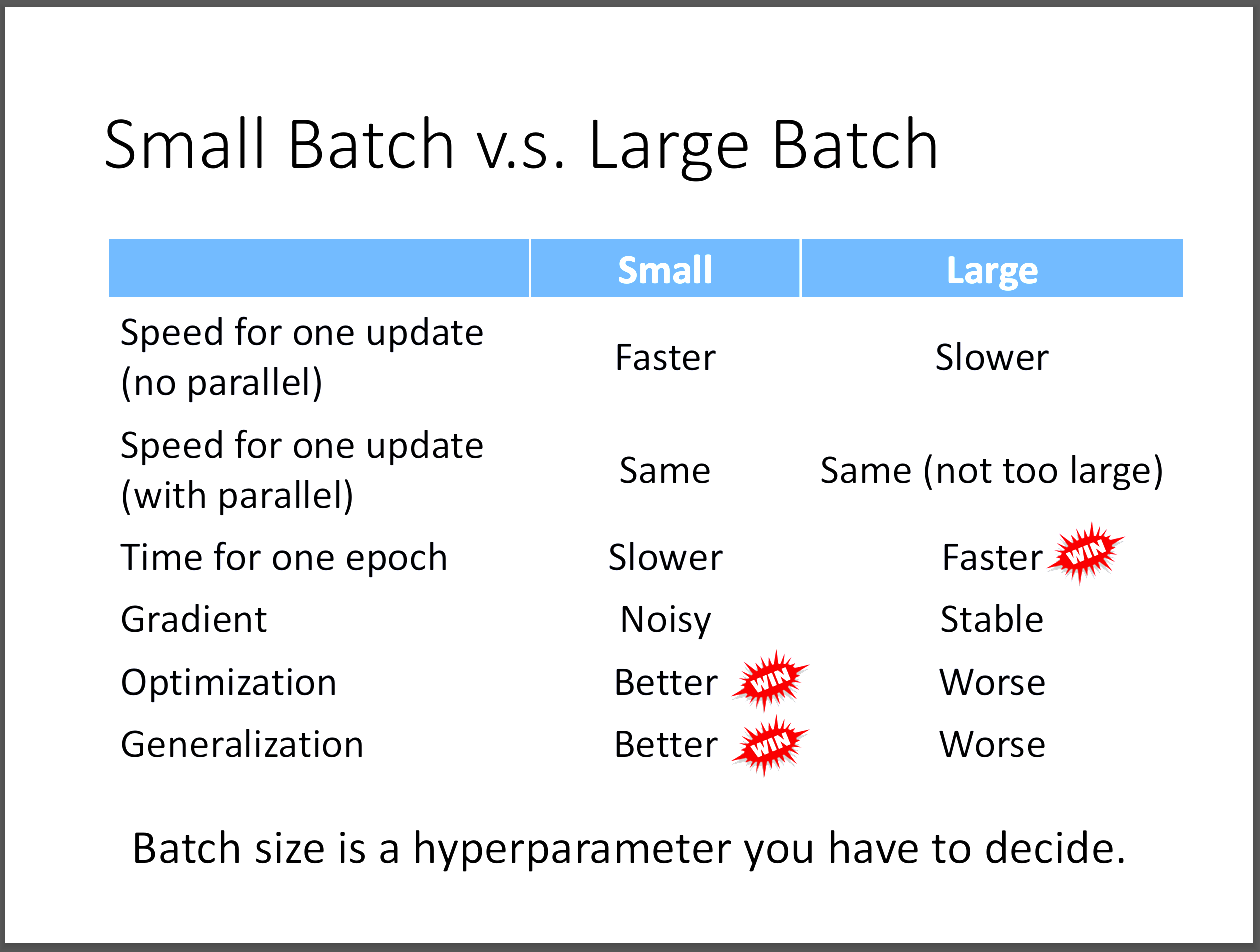 Small Batch v.s. Large Batch
Small Large
Speed for one update
(no parallel)
Faster Slower
Speed for one update
(with parallel)
Same Same (not too large)
Time for one epoch Slower Faster WIN
Gradient Noisy Stable
Optimization Better WIN Worse
Generalization Better WIN Worse
Batch size is a hyperparameter you have to decide.